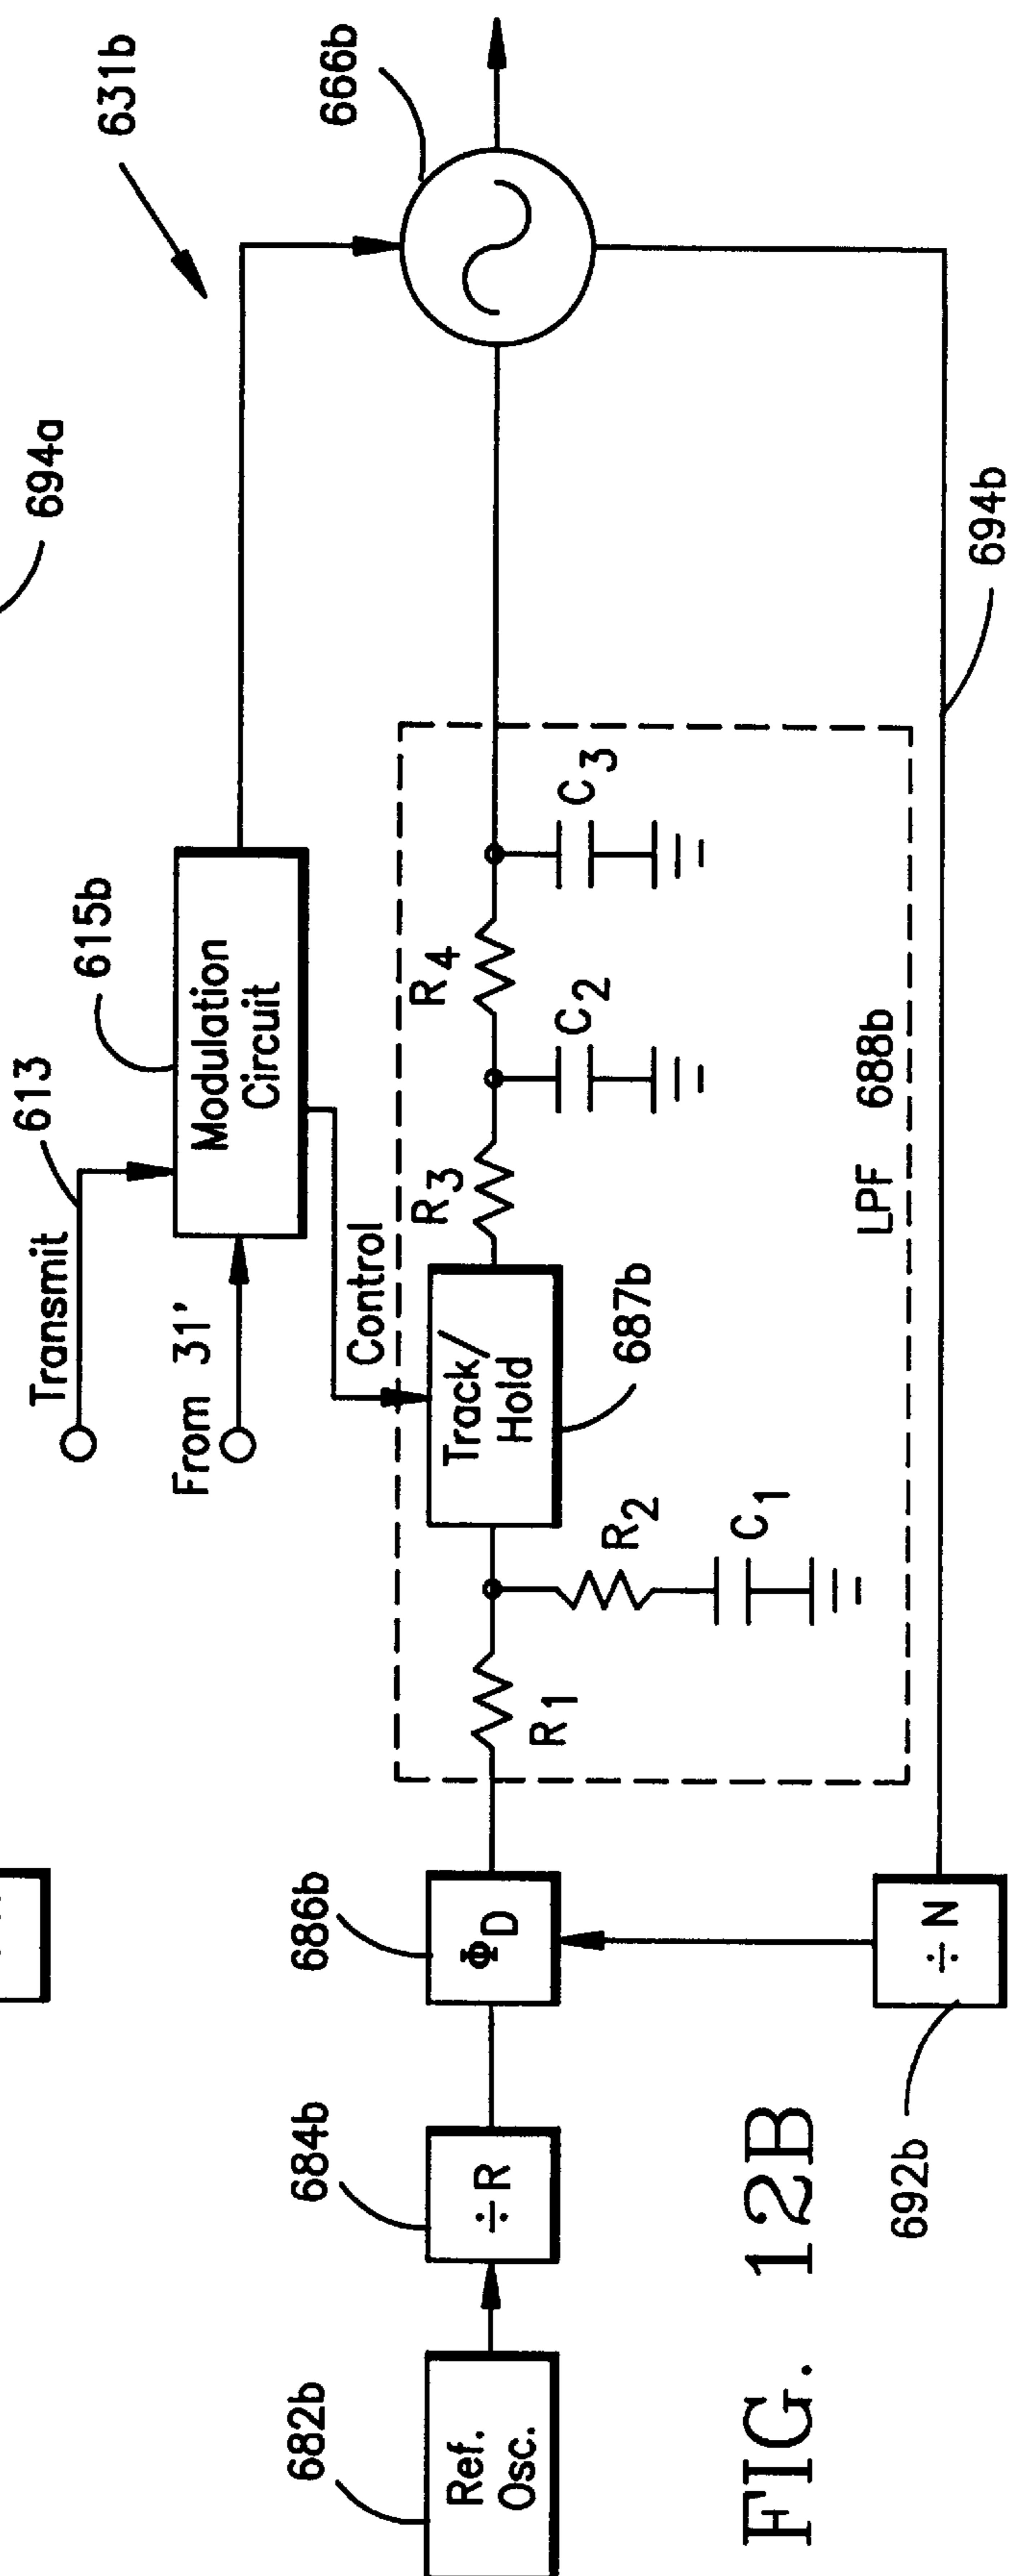 694a
631b
666b
613
615b
Transmit
Modulation
Circuit
From 31'
Control
Track/
Hold
687b
R3
R4
C2
C3
R1
R2
C1
LPF 688b
694b
682b
Ref.
Osc.
684b
÷R
686b
ΦD
÷N
692b
FIG. 12B